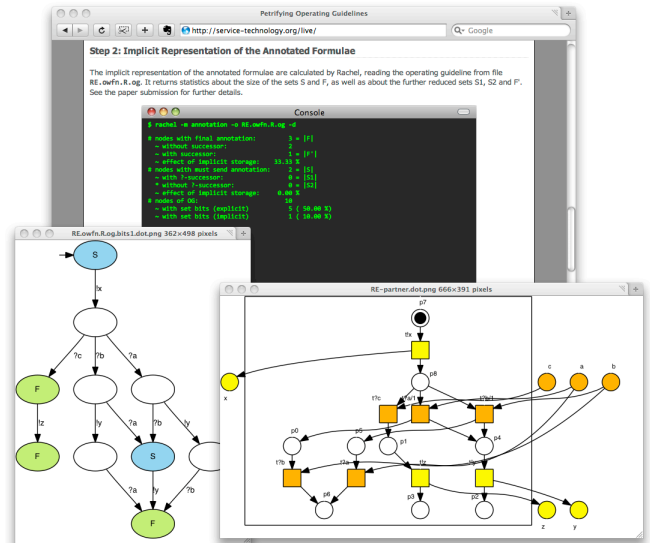 Petrifying Operating Guidelines
http://service-technology.org/live/
Google
Step 2: Implicit Representation of the Annotated Formulae
The implicit representation of the annotated formulae are calculated by Rachel, reading the operating guideline from file
RE.owfn.R.og. It returns statistics about the size of the sets S and F, as well as about the further reduced sets S1, S2 and F'.
See the paper submission for further details.
Console
$ rachel -m annotation -o RE.owfn.R.og -d
# nodes with final annotation: 3 = |F|
~ without successor: 2
~ with successor: 1 = |F'|
~ effect of implicit storage: 33.33 %
# nodes with must send annotation: 2 = |S|
~ with ?-successor: 0 = |S1|
* without ?-successor: 0 = |S2|
~ effect of implicit storage: 0.00 %
# nodes of OG: 10
~ with set bits (explicit) 5 ( 50.00 %)
~ with set bits (implicit) 1 ( 10.00 %)
RE.owfn.R.og.bits1.dot.png 362×498 pixels
S
!x
?c ?b ?a
F
!z !y ?b !y
F S
?a !y ?b
F
RE-partner.dot.png 666×391 pixels
p7
t!x
p8 c a b
x t?c t?a/1 t?b/1
p0 p5 p1 p4
t?b t?a t!z t!y
p6 p3 p2
z y